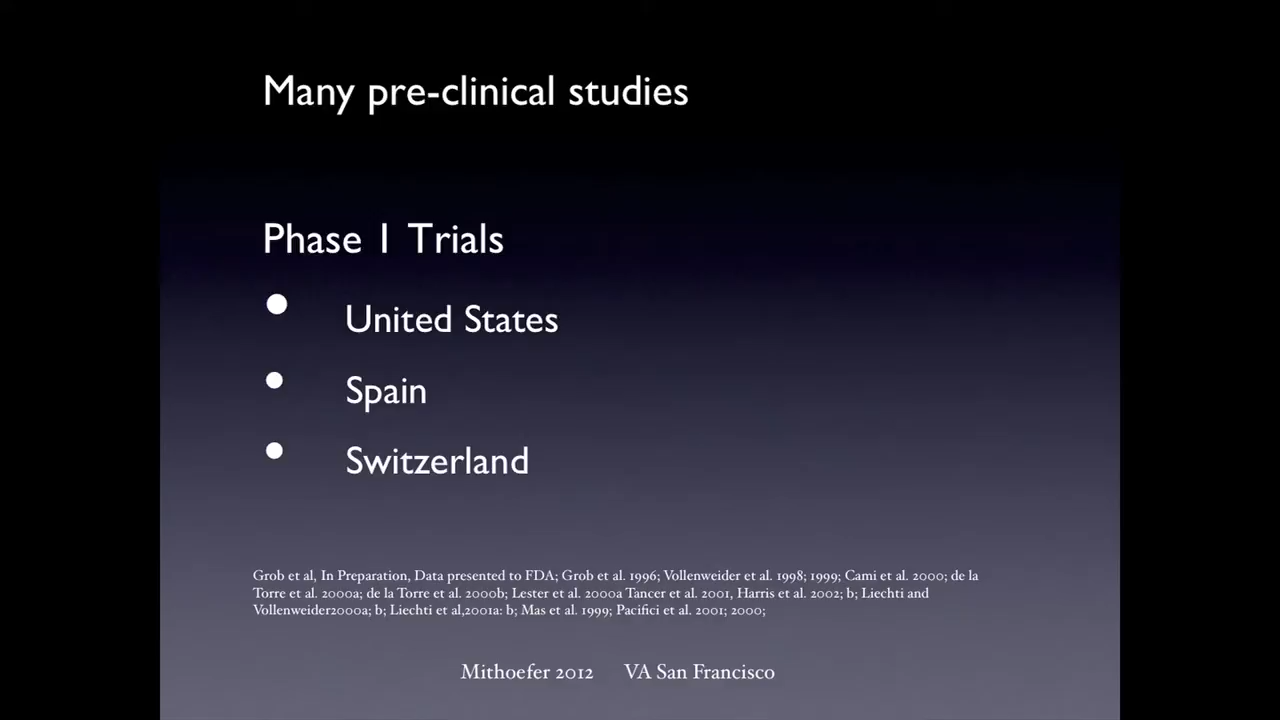 Many pre-clinical studies
Phase 1 Trials
• United States
• Spain
• Switzerland
Grob et al, In Preparation, Data presented to FDA; Grob et al. 1996; Vollenweider et al. 1998; 1999; Cami et al. 2000; de la
Torre et al. 2000a; de la Torre et al. 2000b; Lester et al. 2000a Tancer et al. 2001, Harris et al. 2002; b; Liechti and
Vollenweider2000a; b; Liechti et al,2001a: b; Mas et al. 1999; Pacifici et al. 2001; 2000;
Mithoefer 2012 VA San Francisco